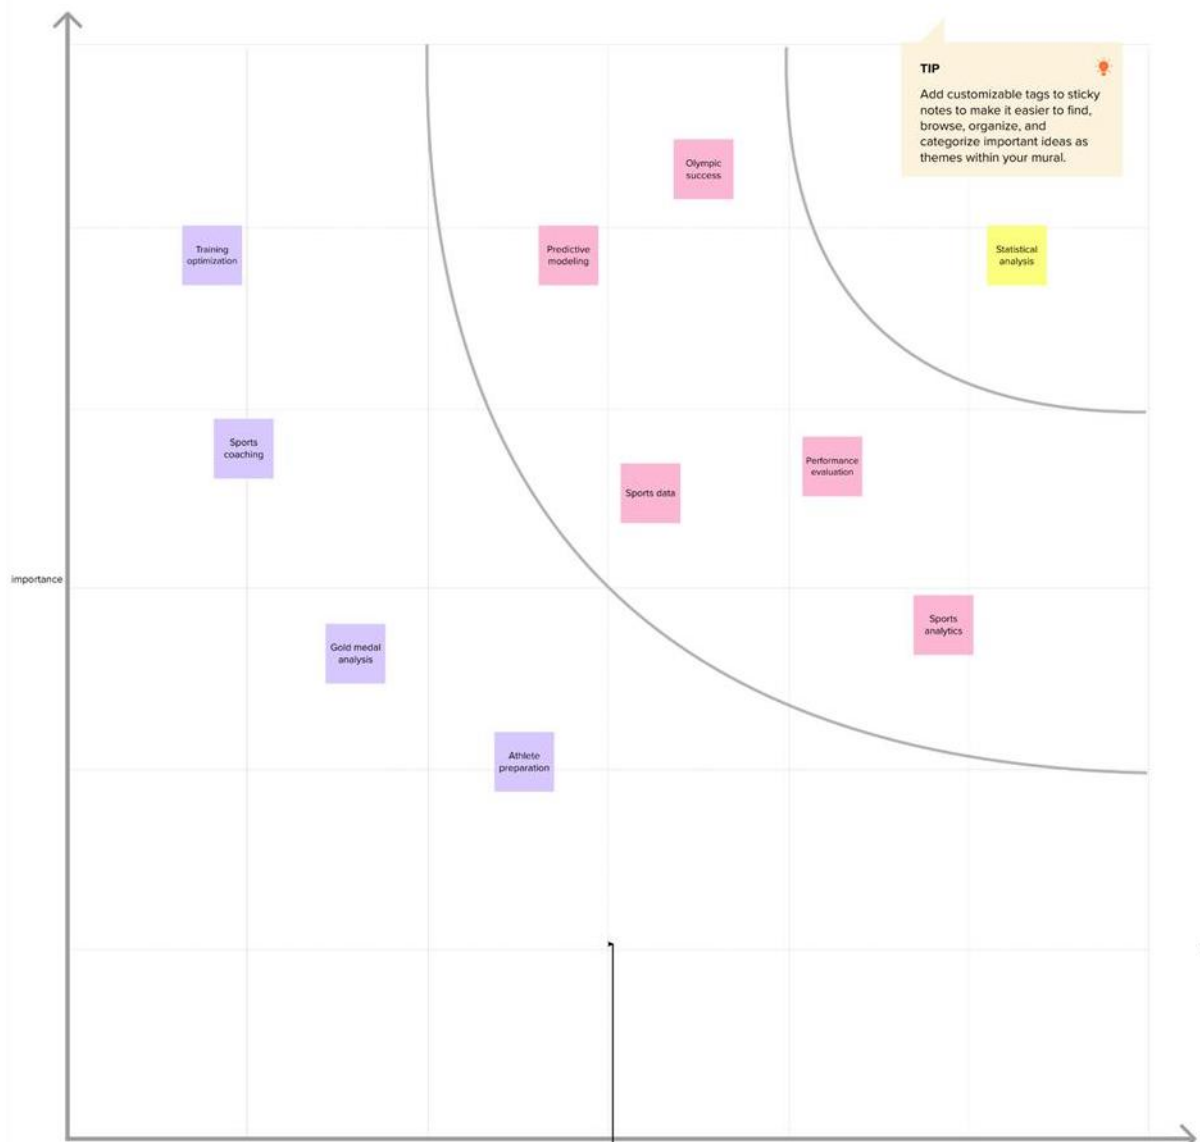 TIP
Add customizable tags to sticky
notes to make it easier to find,
browse, organize, and
categorize important ideas as
themes within your mural.
Olympic
success
Training
optimization
Predictive
modeling
Statistical
analysis
Sports
coaching
Performance
evaluation
Sports data
importance
Sports
analytics
Gold medal
analysis
Athlete
preparation